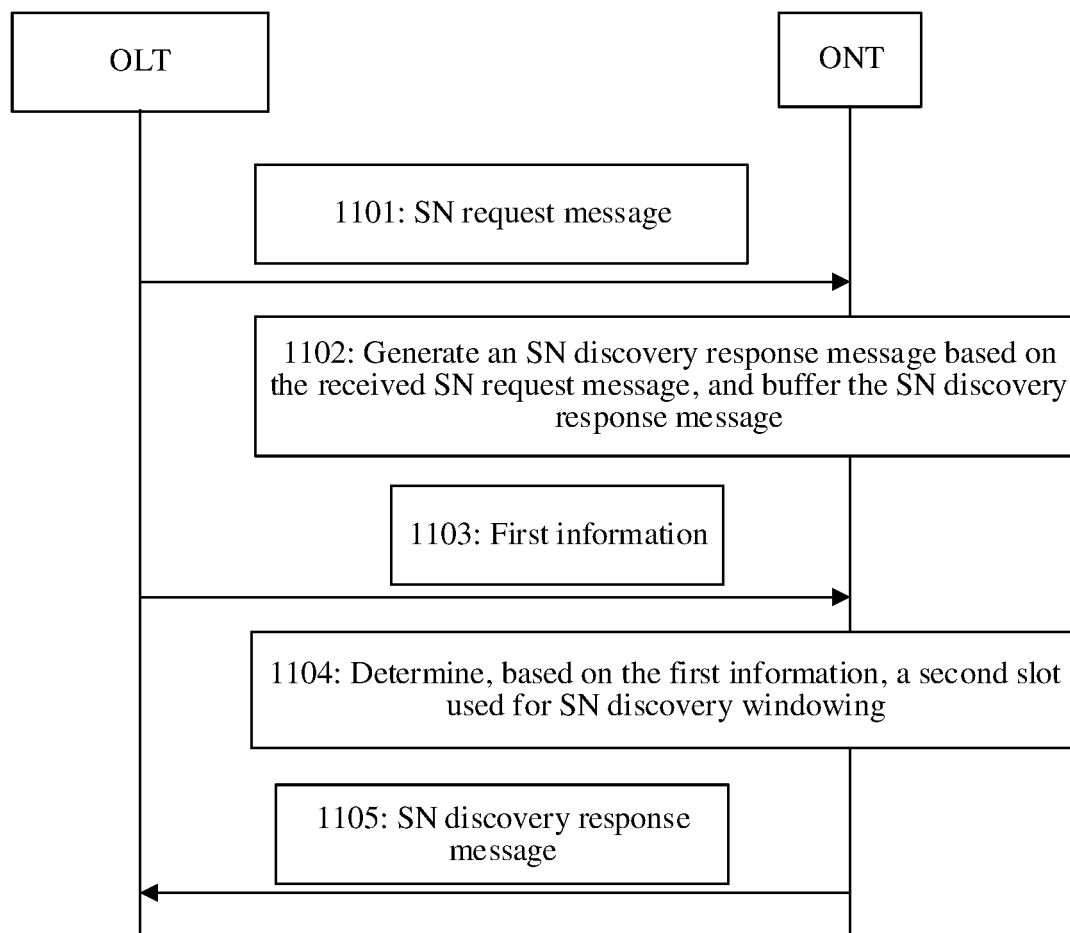 OLT
ONT
1101: SN request message
1102: Generate an SN discovery response message based on
the received SN request message, and buffer the SN discovery
response message
1103: First information
1104: Determine, based on the first information, a second slot
used for SN discovery windowing
1105: SN discovery response
message